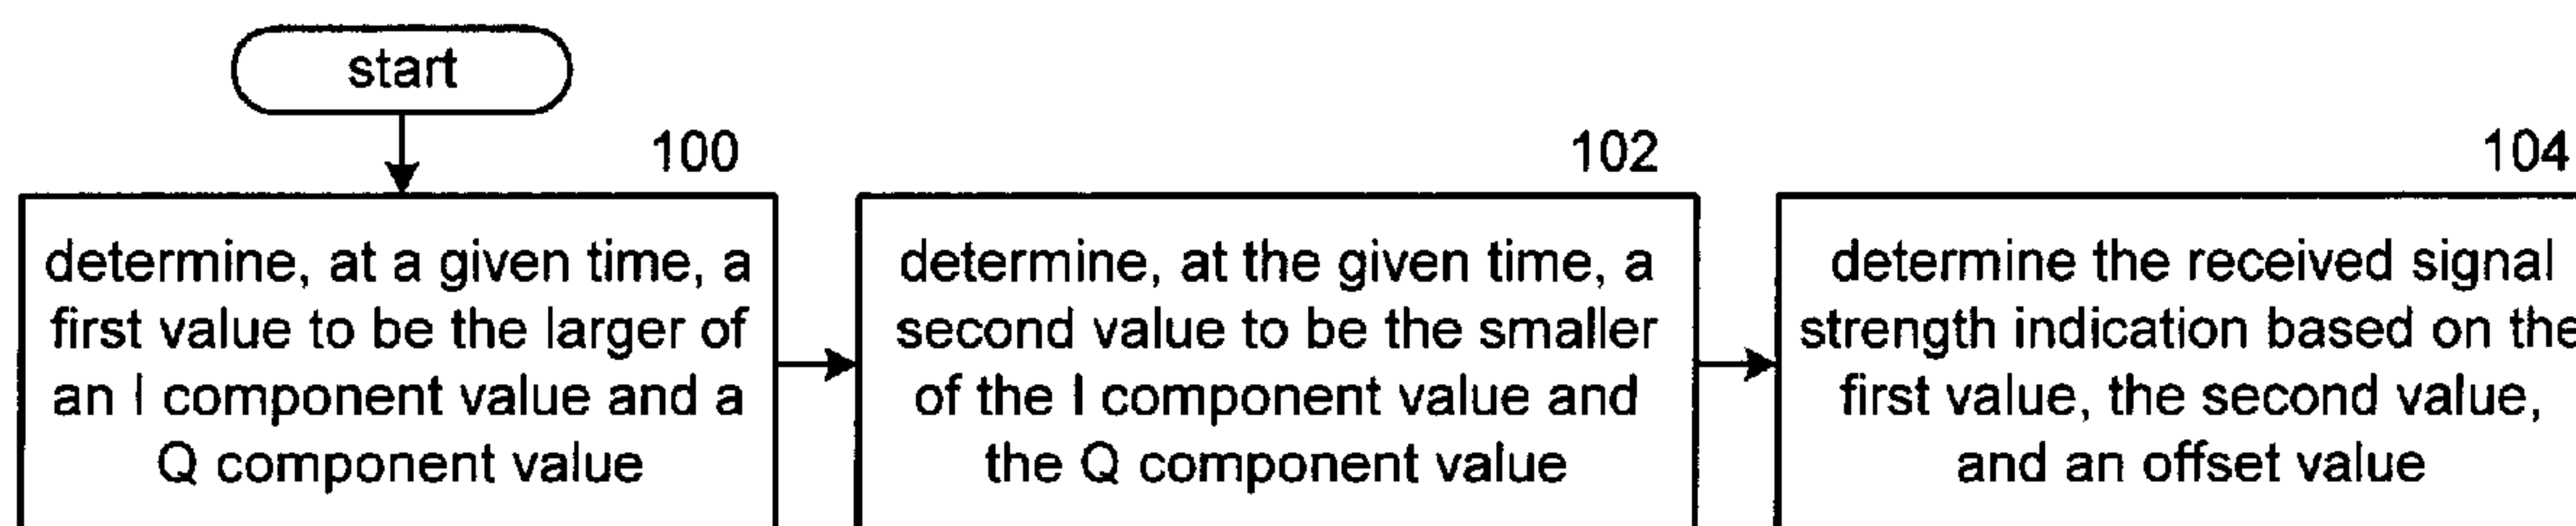 start
100
determine, at a given time, a
first value to be the larger of
an I component value and a
Q component value
102
determine, at the given time, a
second value to be the smaller
of the I component value and
the Q component value
104
determine the received signal
strength indication based on the
first value, the second value,
and an offset value